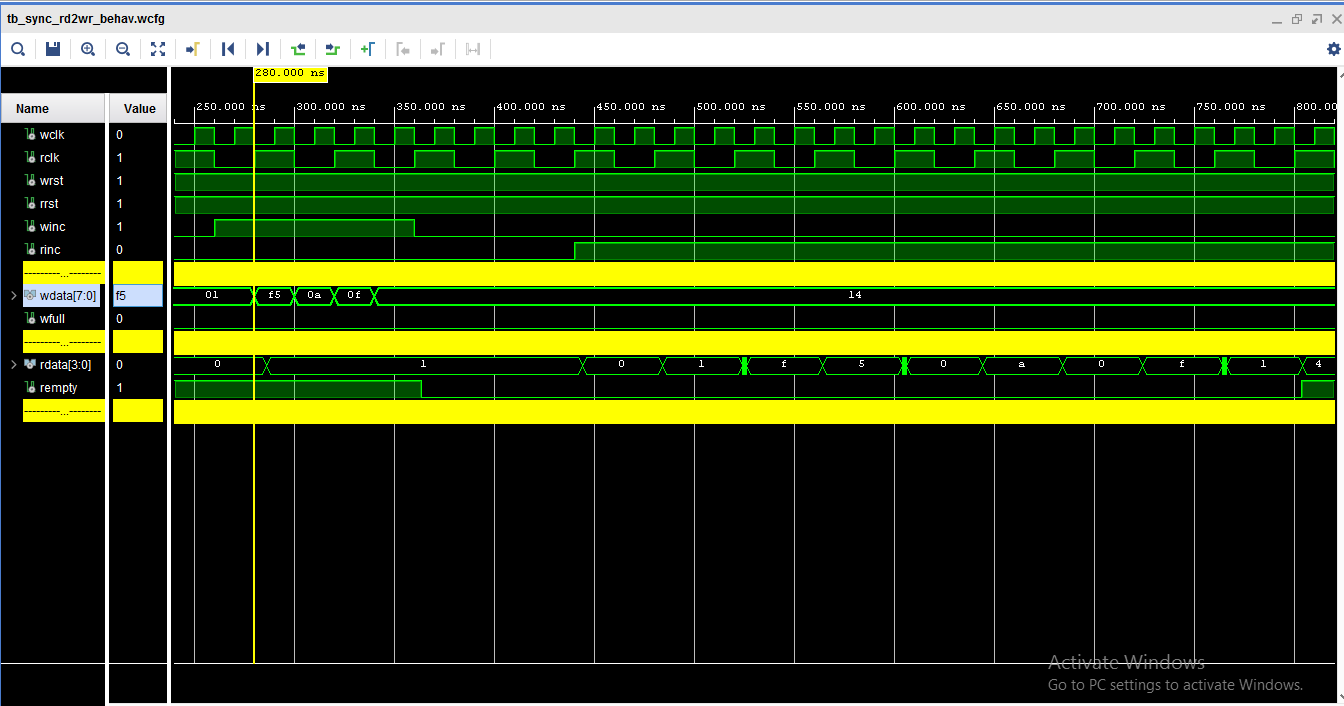 tb_sync_rd2wr_behav.wcfg
280.000 ns
Name Value 250.000 ns 300.000 ns 350.000 ns 400.000 ns 450.000 ns 500.000 ns 550.000 ns 600.000 ns 650.000 ns 700.000 ns 750.000 ns 800.00
wclk 0
rclk 1
wrst 1
rrst 1
winc 1
rinc 0
---------...--------
wdata[7:0] f5 01 f5 0a 0f 14
wfull 0
---------...--------
rdata[3:0] 0 0 1 0 1 f 5 0 a 0 f 1 4
rempty 1
---------...--------
Activate Windows
Go to PC settings to activate Windows.